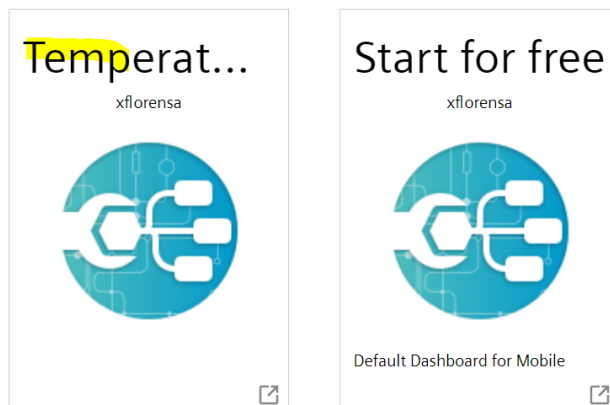 Temperat...
xflorensa
Start for free
xflorensa
Default Dashboard for Mobile